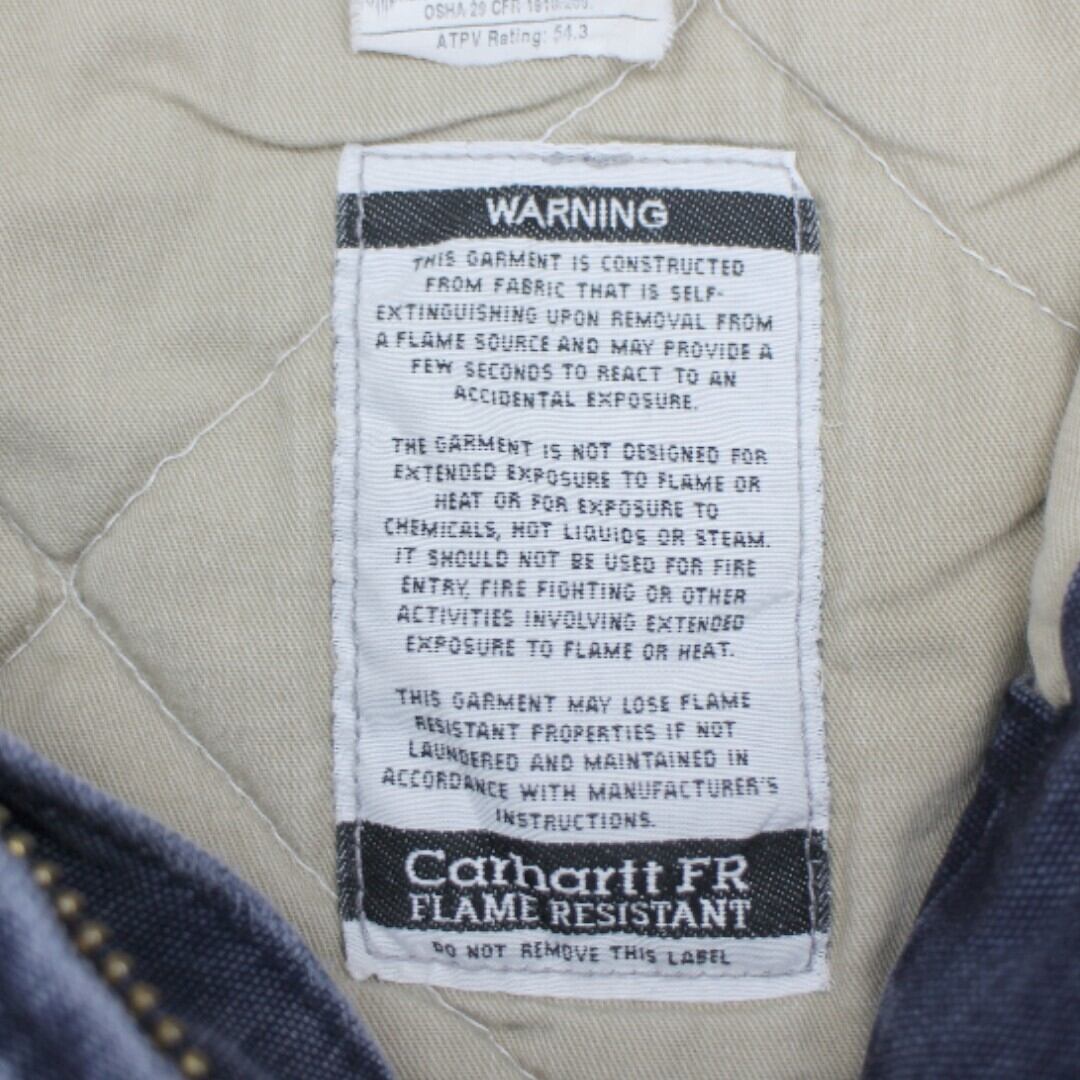 OSHA 29 CFR 1910.269
ATPV Rating: 54.3
WARNING
THIS GARMENT IS CONSTRUCTED
FROM FABRIC THAT IS SELF-
EXTINGUISHING UPON REMOVAL FROM
A FLAME SOURCE AND MAY PROVIDE A
FEW SECONDS TO REACT TO AN
ACCIDENTAL EXPOSURE.
THE GARMENT IS NOT DESIGNED FOR
EXTENDED EXPOSURE TO FLAME OR
HEAT OR FOR EXPOSURE TO
CHEMICALS, HOT LIQUIDS OR STEAM.
IT SHOULD NOT BE USED FOR FIRE
ENTRY, FIRE FIGHTING OR OTHER
ACTIVITIES INVOLVING EXTENDED
EXPOSURE TO FLAME OR HEAT.
THIS GARMENT MAY LOSE FLAME
RESISTANT PROPERTIES IF NOT
LAUNDERED AND MAINTAINED IN
ACCORDANCE WITH MANUFACTURER'S
INSTRUCTIONS.
Carhartt FR
FLAME RESISTANT
DO NOT REMOVE THIS LABEL